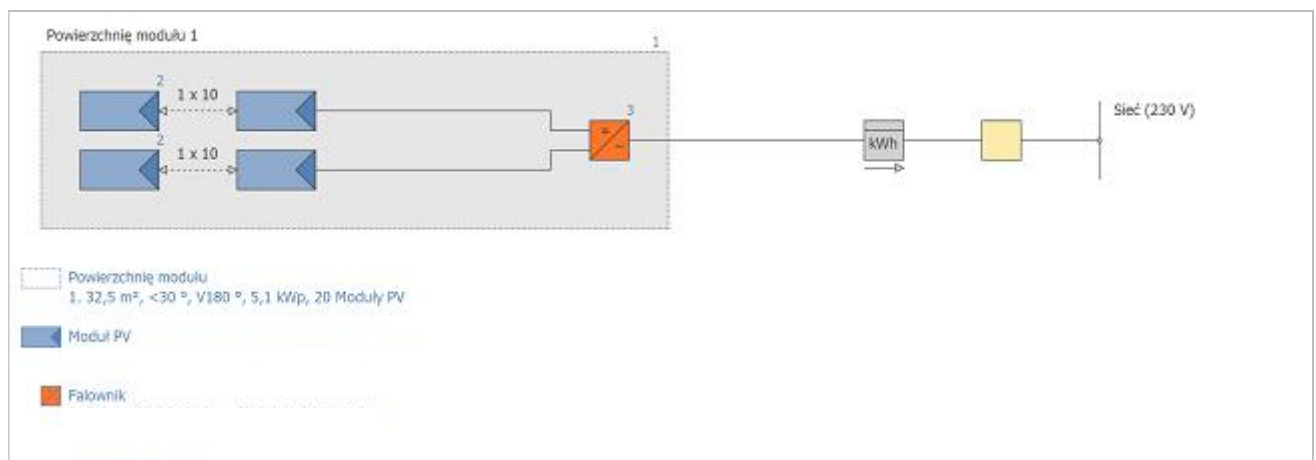 Powierzchnię modułu 1
1
2
1 x 10
3
Sieć (230 V)
2
1 x 10
=
~
kWh
Powierzchnię modułu
1. 32,5 m², <30 °, V180 °, 5,1 kWp, 20 Moduły PV
Moduł PV
Falownik